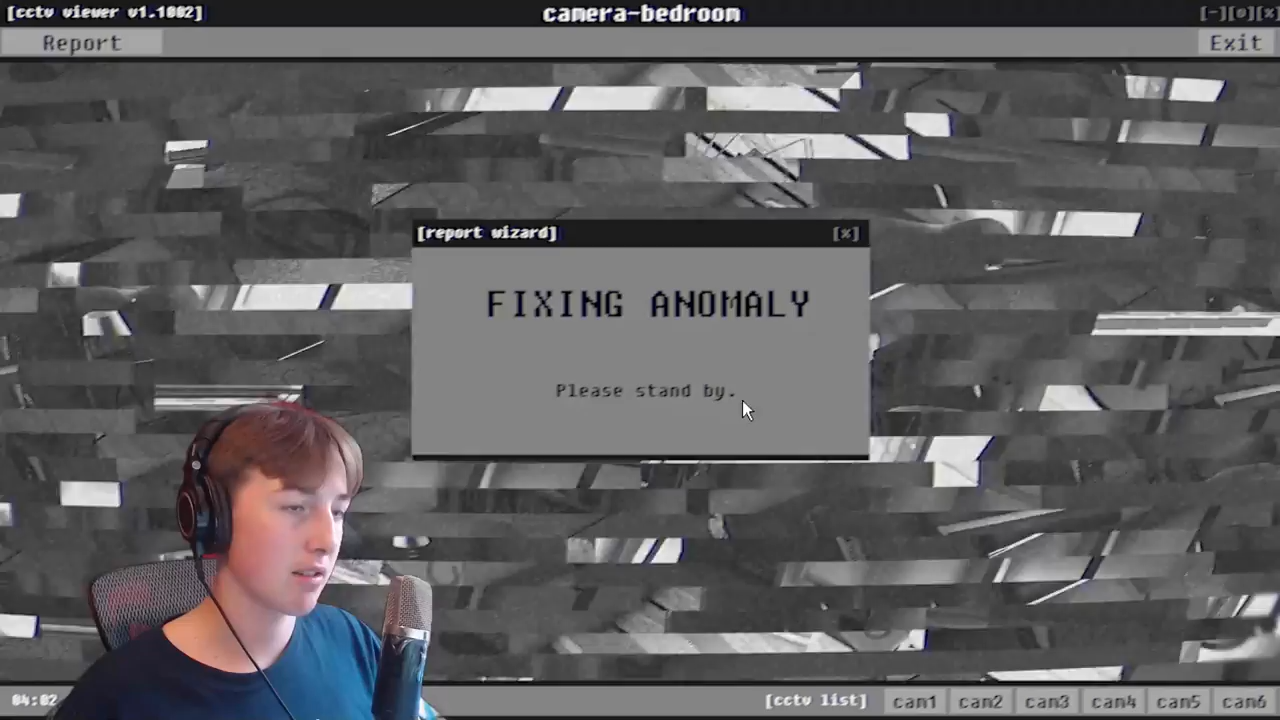 [cctv viewer v1.1802]
camera-bedroom
[-][o][x]
Report
Exit
[report wizard]
[x]
FIXING ANOMALY
Please stand by.
04:02
[cctv list]
cam1
cam2
cam3
cam4
cam5
cam6